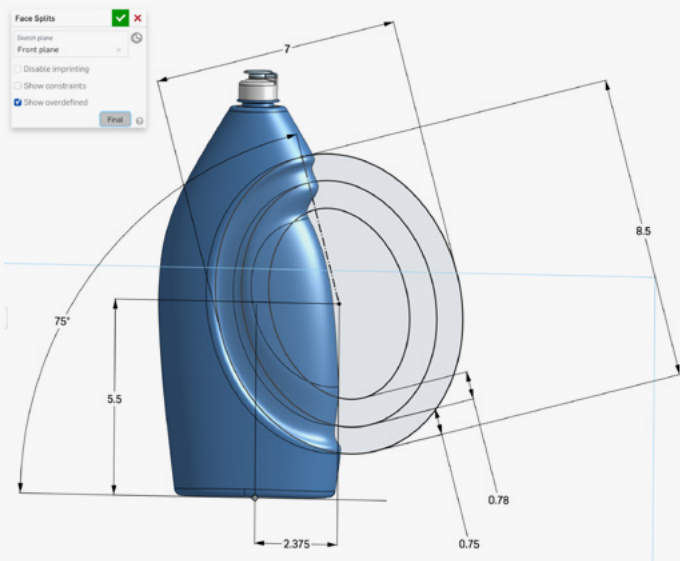 Face Splits
Sketch plane
Front plane
Disable imprinting
Show constraints
Show overdefined
Final
7
8.5
75°
5.5
0.78
2.375
0.75